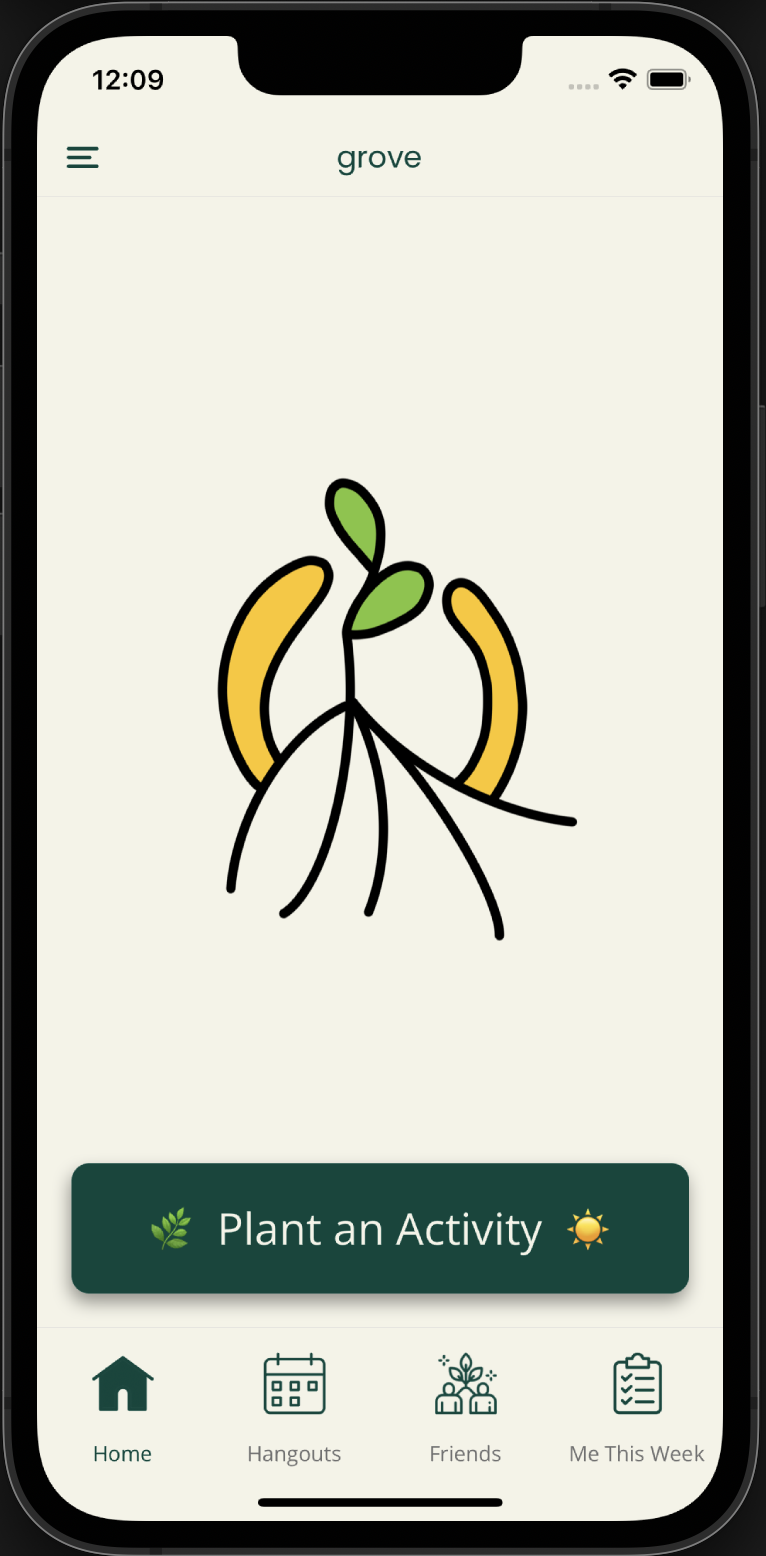 12:09
grove
Plant an Activity
Home
Hangouts
Friends
Me This Week